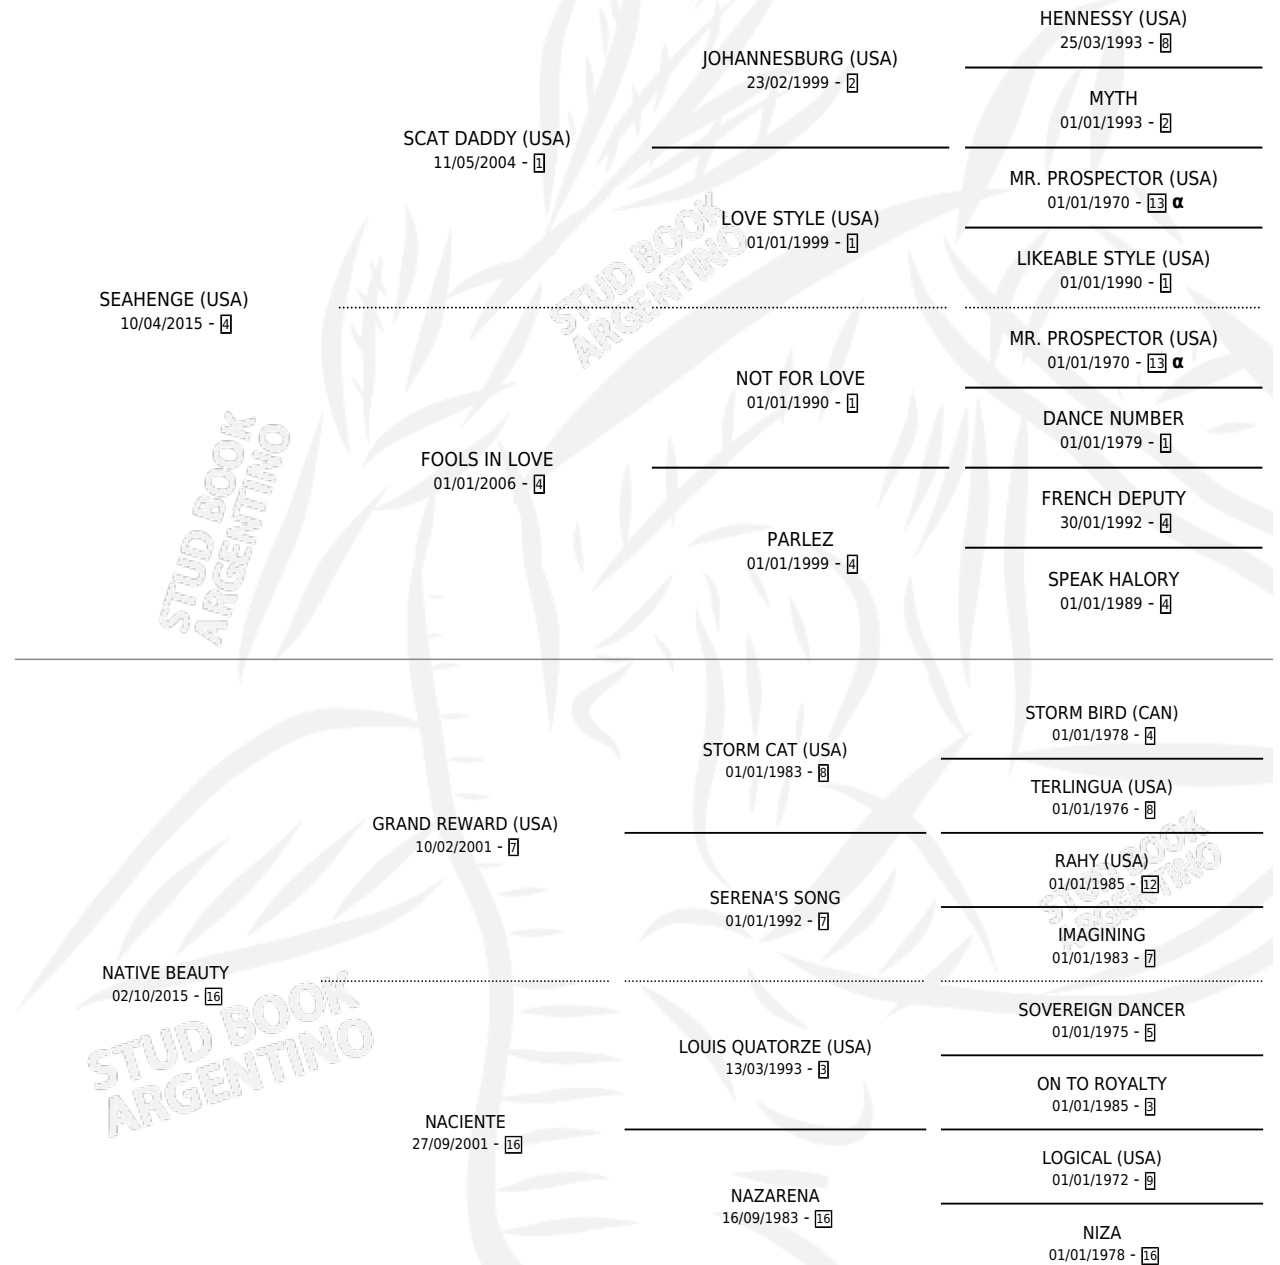 HENNESSY (USA)
25/03/1993 - 8
JOHANNESBURG (USA)
23/02/1999 - 2
MYTH
01/01/1993 - 2
SCAT DADDY (USA)
11/05/2004 - 1
MR. PROSPECTOR (USA)
01/01/1970 - 13 α
LOVE STYLE (USA)
01/01/1999 - 1
LIKEABLE STYLE (USA)
01/01/1990 - 1
SEAHENGE (USA)
10/04/2015 - 4
MR. PROSPECTOR (USA)
01/01/1970 - 13 α
NOT FOR LOVE
01/01/1990 - 1
DANCE NUMBER
01/01/1979 - 1
FOOLS IN LOVE
01/01/2006 - 4
FRENCH DEPUTY
30/01/1992 - 4
PARLEZ
01/01/1999 - 4
SPEAK HALORY
01/01/1989 - 4
STUD BOOK
ARGENTINO
STUD BOOK
ARGENTINO
STORM BIRD (CAN)
01/01/1978 - 4
STORM CAT (USA)
01/01/1983 - 8
TERLINGUA (USA)
01/01/1976 - 8
GRAND REWARD (USA)
10/02/2001 - 7
RAHY (USA)
01/01/1985 - 12
SERENA'S SONG
01/01/1992 - 7
IMAGINING
01/01/1983 - 7
NATIVE BEAUTY
02/10/2015 - 16
SOVEREIGN DANCER
01/01/1975 - 5
LOUIS QUATORZE (USA)
13/03/1993 - 3
ON TO ROYALTY
01/01/1985 - 3
NACIENTE
27/09/2001 - 16
LOGICAL (USA)
01/01/1972 - 9
NAZARENA
16/09/1983 - 16
NIZA
01/01/1978 - 16
STUD BOOK
ARGENTINO
STUD BOOK
ARGENTINO